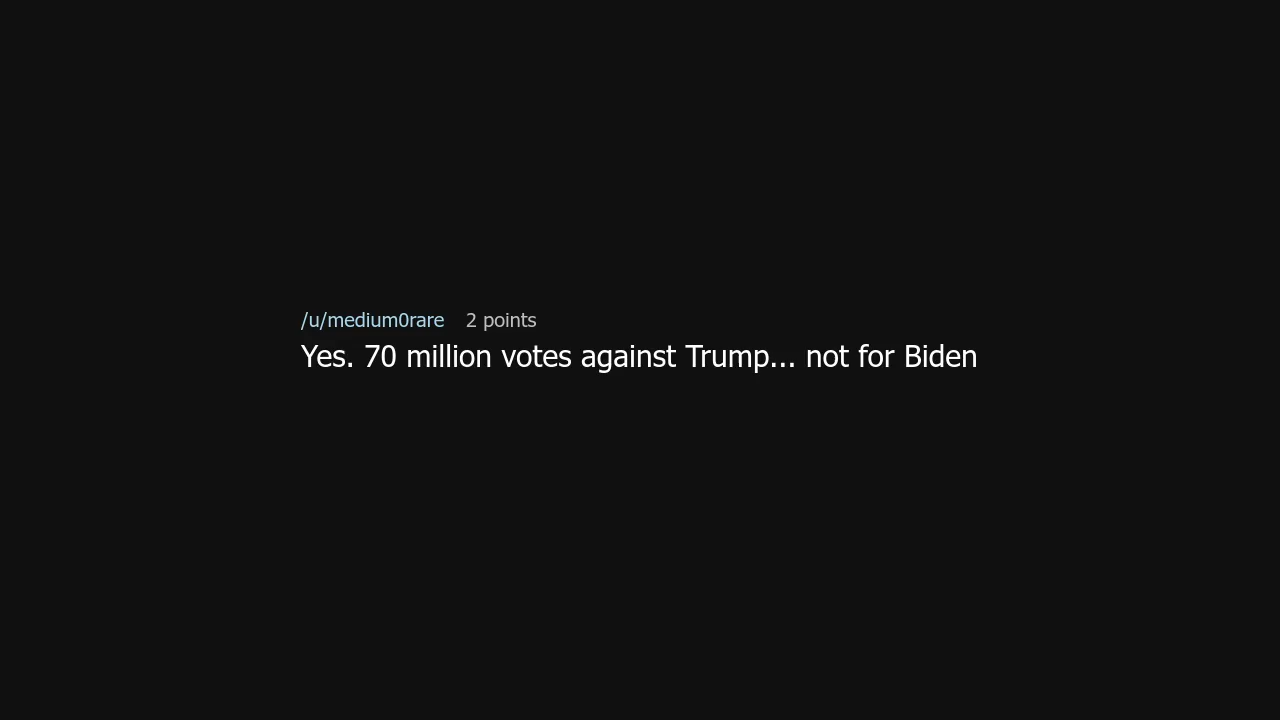 /u/medium0rare 2 points
Yes. 70 million votes against Trump... not for Biden